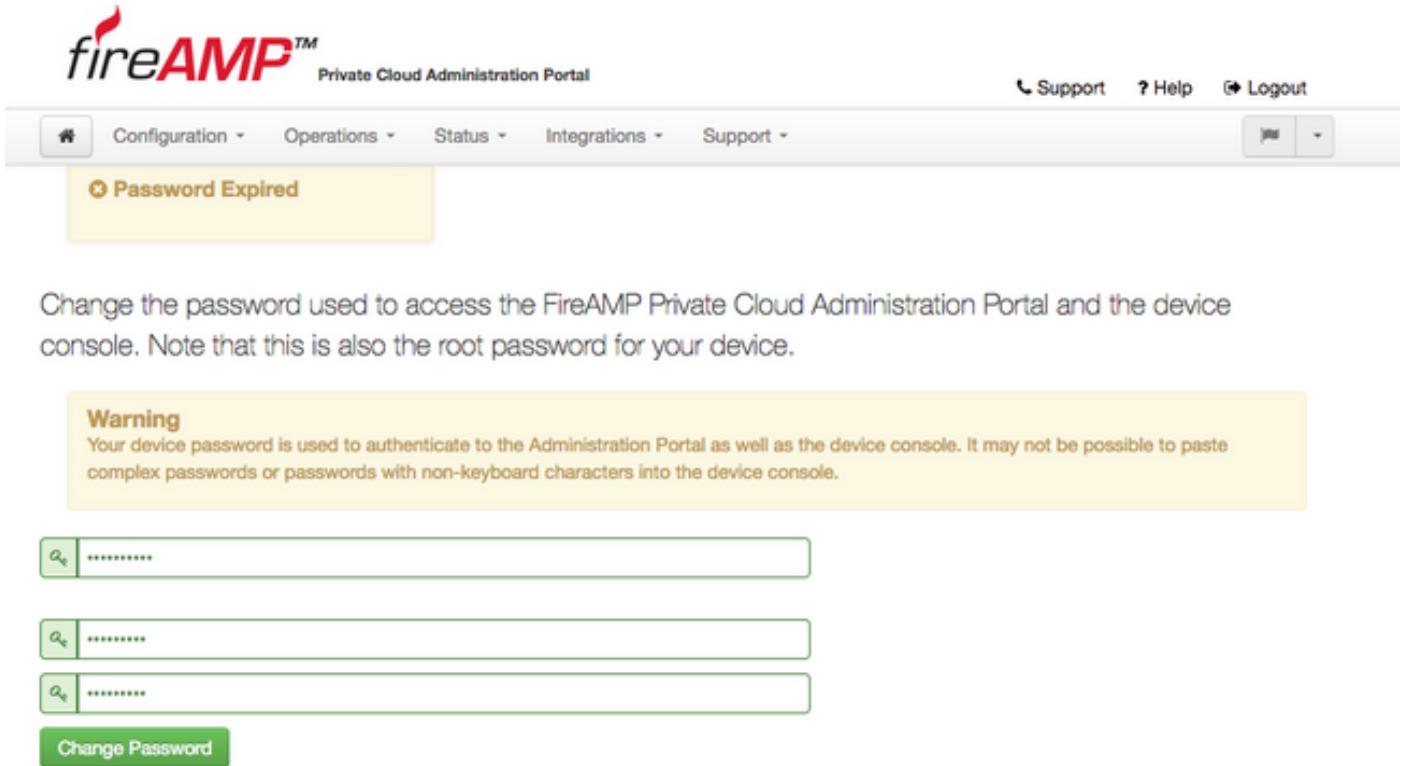 fireAMP™ Private Cloud Administration Portal
Support ? Help Logout
Configuration Operations Status Integrations Support
Password Expired
Change the password used to access the FireAMP Private Cloud Administration Portal and the device
console. Note that this is also the root password for your device.
Warning
Your device password is used to authenticate to the Administration Portal as well as the device console. It may not be possible to paste
complex passwords or passwords with non-keyboard characters into the device console.
••••••••••
•••••••••
•••••••••
Change Password